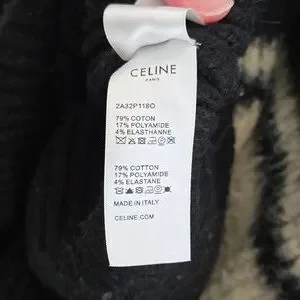 CELINE
PARIS
2A32P118O
79% COTON
17% POLYAMIDE
4% ELASTHANNE
79% COTTON
17% POLYAMIDE
4% ELASTANE
MADE IN ITALY
CELINE.COM